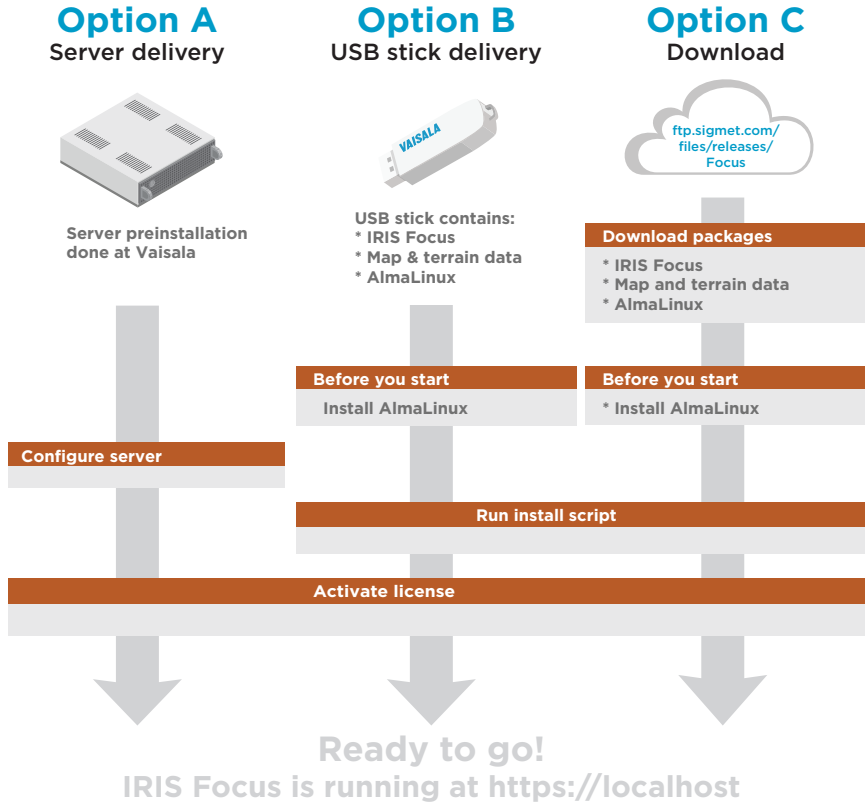 Option A
Server delivery
Option B
USB stick delivery
Option C
Download
VAISALA
ftp.sigmet.com/
files/releases/
Focus
Server preinstallation
done at Vaisala
USB stick contains:
* IRIS Focus
* Map & terrain data
* AlmaLinux
Download packages
* IRIS Focus
* Map and terrain data
* AlmaLinux
Before you start
Install AlmaLinux
Before you start
* Install AlmaLinux
Configure server
Run install script
Activate license
Ready to go!
IRIS Focus is running at https://localhost